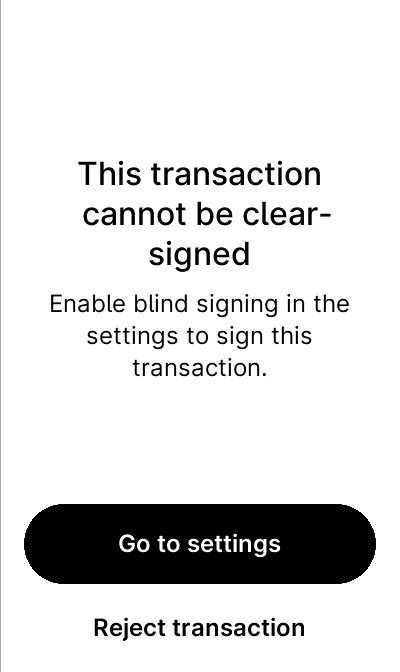 This transaction
cannot be clear-
signed
Enable blind signing in the
settings to sign this
transaction.
Go to settings
Reject transaction